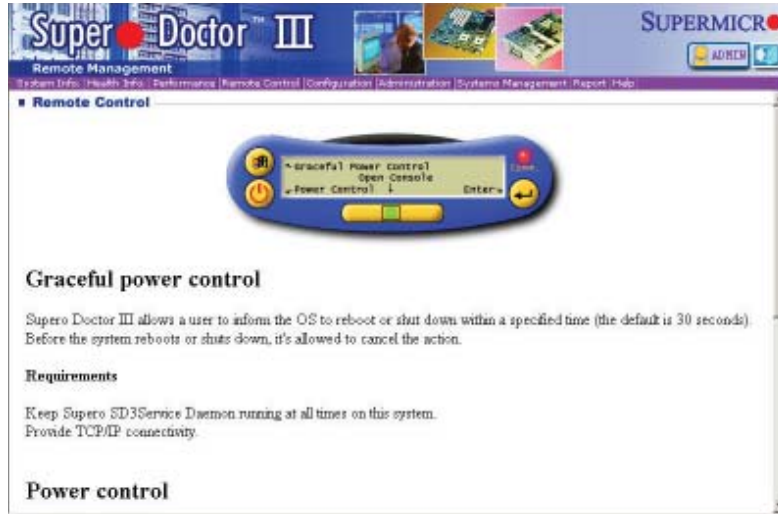 Super Doctor™ III
SUPERMICR
ADMIN
Remote Management
System Info |Health Info |Performance |Remote Control |Configuration |Administration |Systems Management |Report |Help|
Remote Control
Graceful Power Control
Open Console
Power Control ↓ Enter
Conn.
Graceful power control
Supero Doctor III allows a user to inform the OS to reboot or shut down within a specified time (the default is 30 seconds).
Before the system reboots or shuts down, it's allowed to cancel the action.
Requirements
Keep Supero SD3Service Daemon running at all times on this system.
Provide TCP/IP connectivity.
Power control